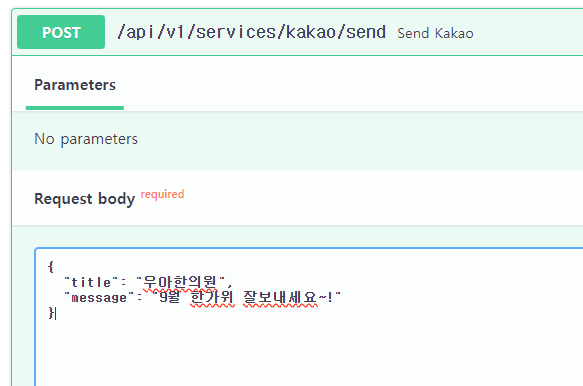 POST /api/v1/services/kakao/send Send Kakao
Parameters
No parameters
Request body required
{
"title": "우아한의원",
"message": "9월 한가위 잘보내세요~!"
}